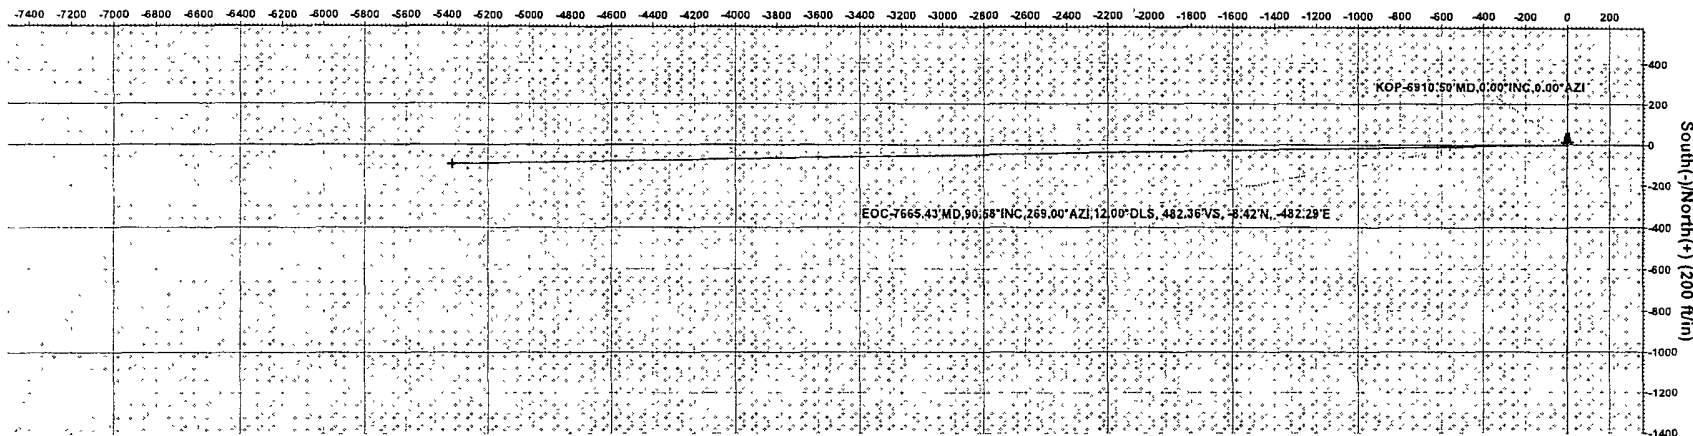 -7400 -7200 -7000 -6800 -6600 -6400 -6200 -6000 -5800 -5600 -5400 -5200 -5000 -4800 -4600 -4400 -4200 -4000 -3800 -3600 -3400 -3200 -3000 -2800 -2600 -2400 -2200 -2000 -1800 -1600 -1400 -1200 -1000 -800 -600 -400 -200 0 200
400
KOP-6910.50'MD,0.00°INC,0.00°AZI
200
0
-200
EOC-7665.43'MD,90.58°INC,269.00°AZI,12.00°DLS, 482.36'VS, -8.42'N, -482.29'E
-400
-600
-800
-1000
-1200
-1400
South(-)/North(+) (200 ft/in)